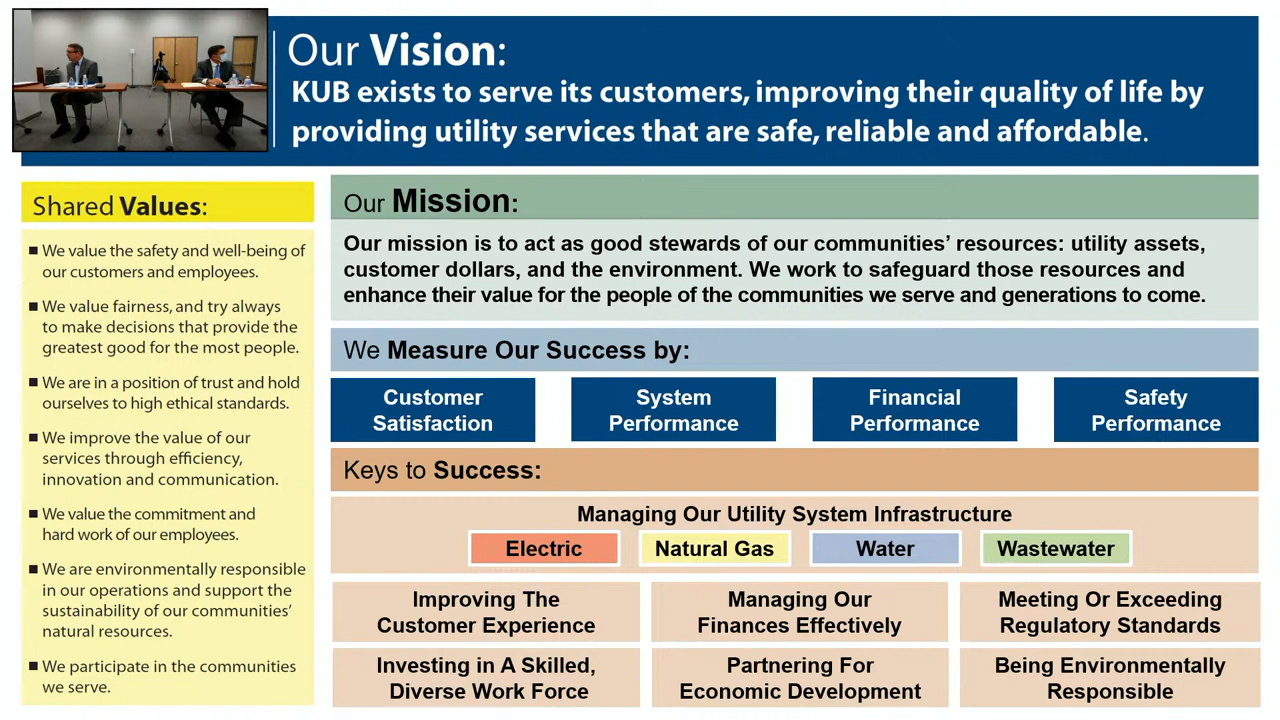 Our Vision:
KUB exists to serve its customers, improving their quality of life by
providing utility services that are safe, reliable and affordable.
Shared Values:
■ We value the safety and well-being of
our customers and employees.
■ We value fairness, and try always
to make decisions that provide the
greatest good for the most people.
■ We are in a position of trust and hold
ourselves to high ethical standards.
■ We improve the value of our
services through efficiency,
innovation and communication.
■ We value the commitment and
hard work of our employees.
■ We are environmentally responsible
in our operations and support the
sustainability of our communities’
natural resources.
■ We participate in the communities
we serve.
Our Mission:
Our mission is to act as good stewards of our communities’ resources: utility assets,
customer dollars, and the environment. We work to safeguard those resources and
enhance their value for the people of the communities we serve and generations to come.
We Measure Our Success by:
Customer
Satisfaction
System
Performance
Financial
Performance
Safety
Performance
Keys to Success:
Managing Our Utility System Infrastructure
Electric
Natural Gas
Water
Wastewater
Improving The
Customer Experience
Managing Our
Finances Effectively
Meeting Or Exceeding
Regulatory Standards
Investing in A Skilled,
Diverse Work Force
Partnering For
Economic Development
Being Environmentally
Responsible